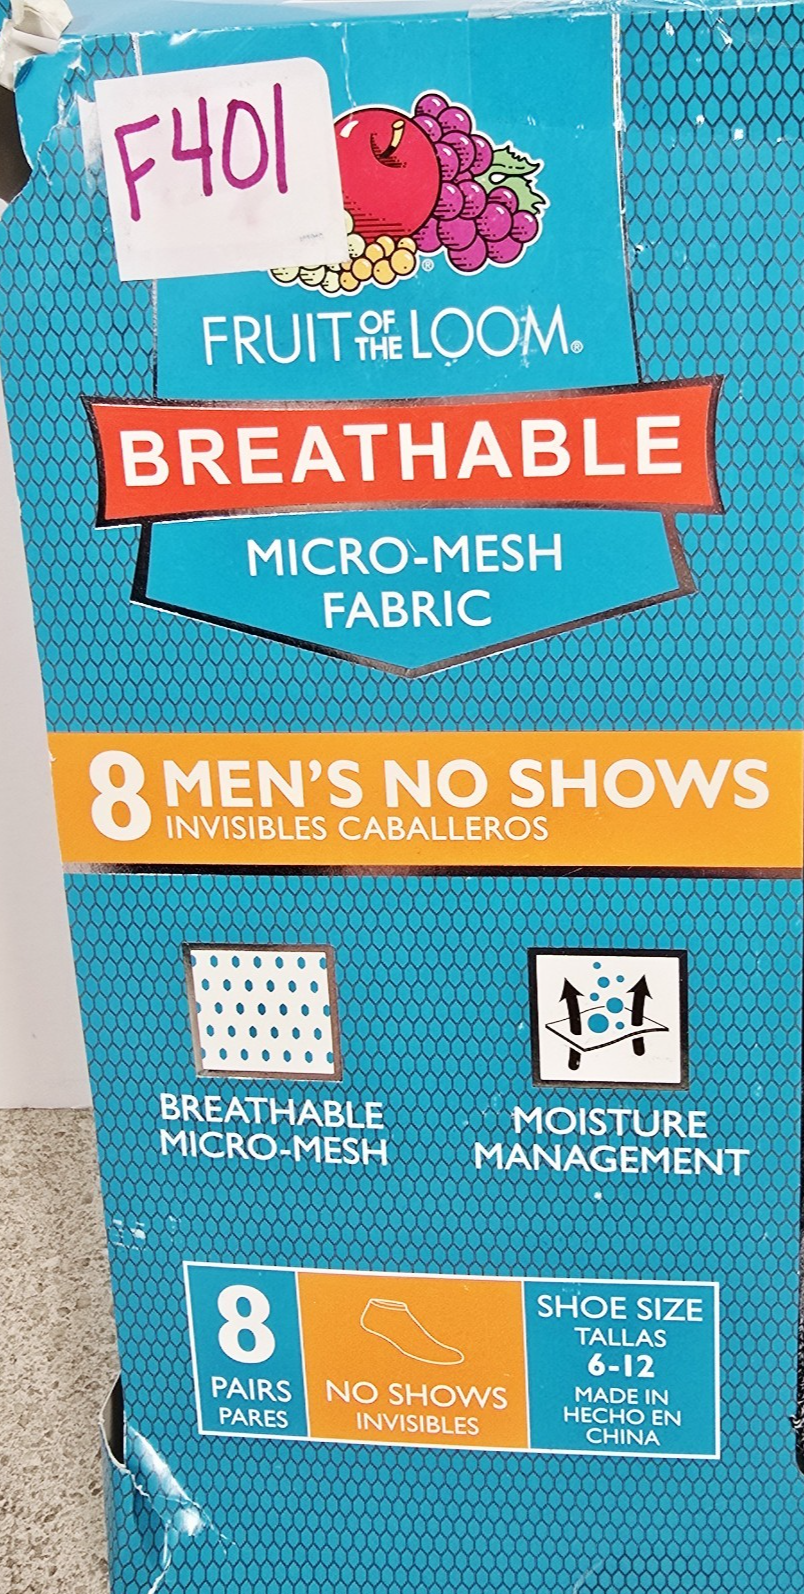 F401
FRUIT OF THE LOOM®
BREATHABLE
MICRO-MESH
FABRIC
8 MEN'S NO SHOWS
INVISIBLES CABALLEROS
BREATHABLE
MICRO-MESH
MOISTURE
MANAGEMENT
8
PAIRS
PARES
NO SHOWS
INVISIBLES
SHOE SIZE
TALLAS
6-12
MADE IN
HECHO EN
CHINA